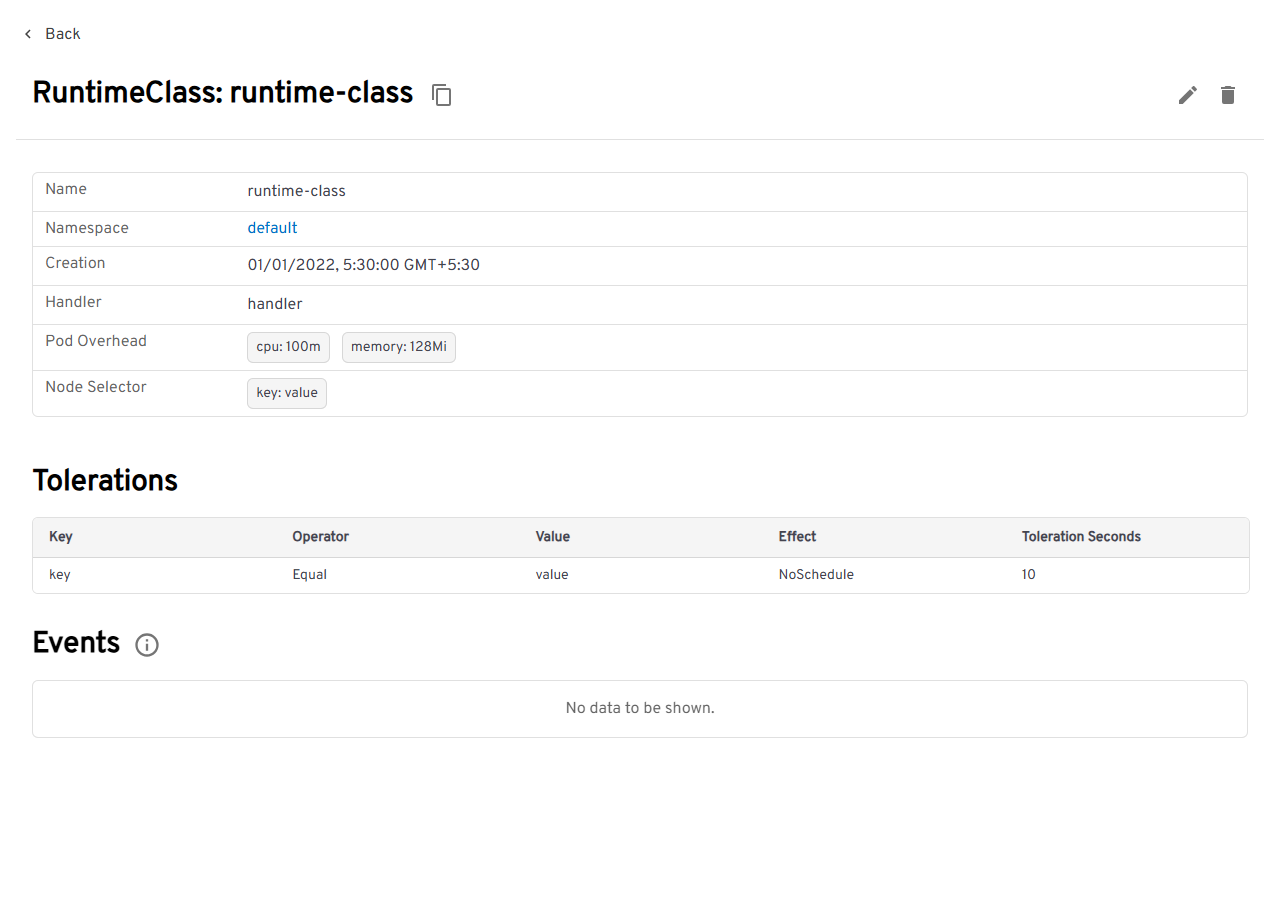 Back
RuntimeClass: runtime-class
Name runtime-class
Namespace default
Creation 01/01/2022, 5:30:00 GMT+5:30
Handler handler
Pod Overhead cpu: 100m memory: 128Mi
Node Selector key: value
Tolerations
Key Operator Value Effect Toleration Seconds
key Equal value NoSchedule 10
Events
No data to be shown.